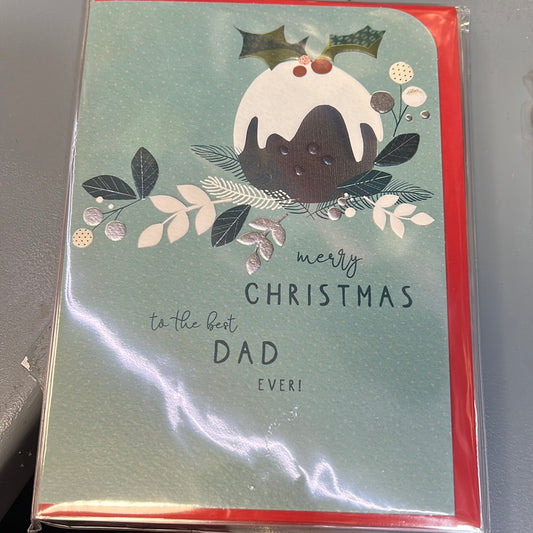 merry
CHRISTMAS
to the best
DAD
EVER!